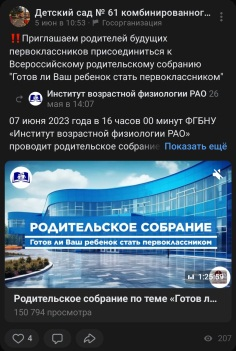 Детский сад № 61 комбинированного...
5 июн в 10:53 Госорганизация
‼Приглашаем родителей будущих
первоклассников присоединиться к
Всероссийскому родительскому собранию
"Готов ли Ваш ребенок стать первоклассником"
Институт возрастной физиологии РАО
26 мая в 14:07
07 июня 2023 года в 16 часов 00 минут ФГБНУ
«Институт возрастной физиологии РАО»
проводит родительское собрание Показать ещё
РОДИТЕЛЬСКОЕ СОБРАНИЕ
Готов ли Ваш ребенок стать первоклассником
1:25:59
Родительское собрание по теме «Готов л...
150 794 просмотра
4
207